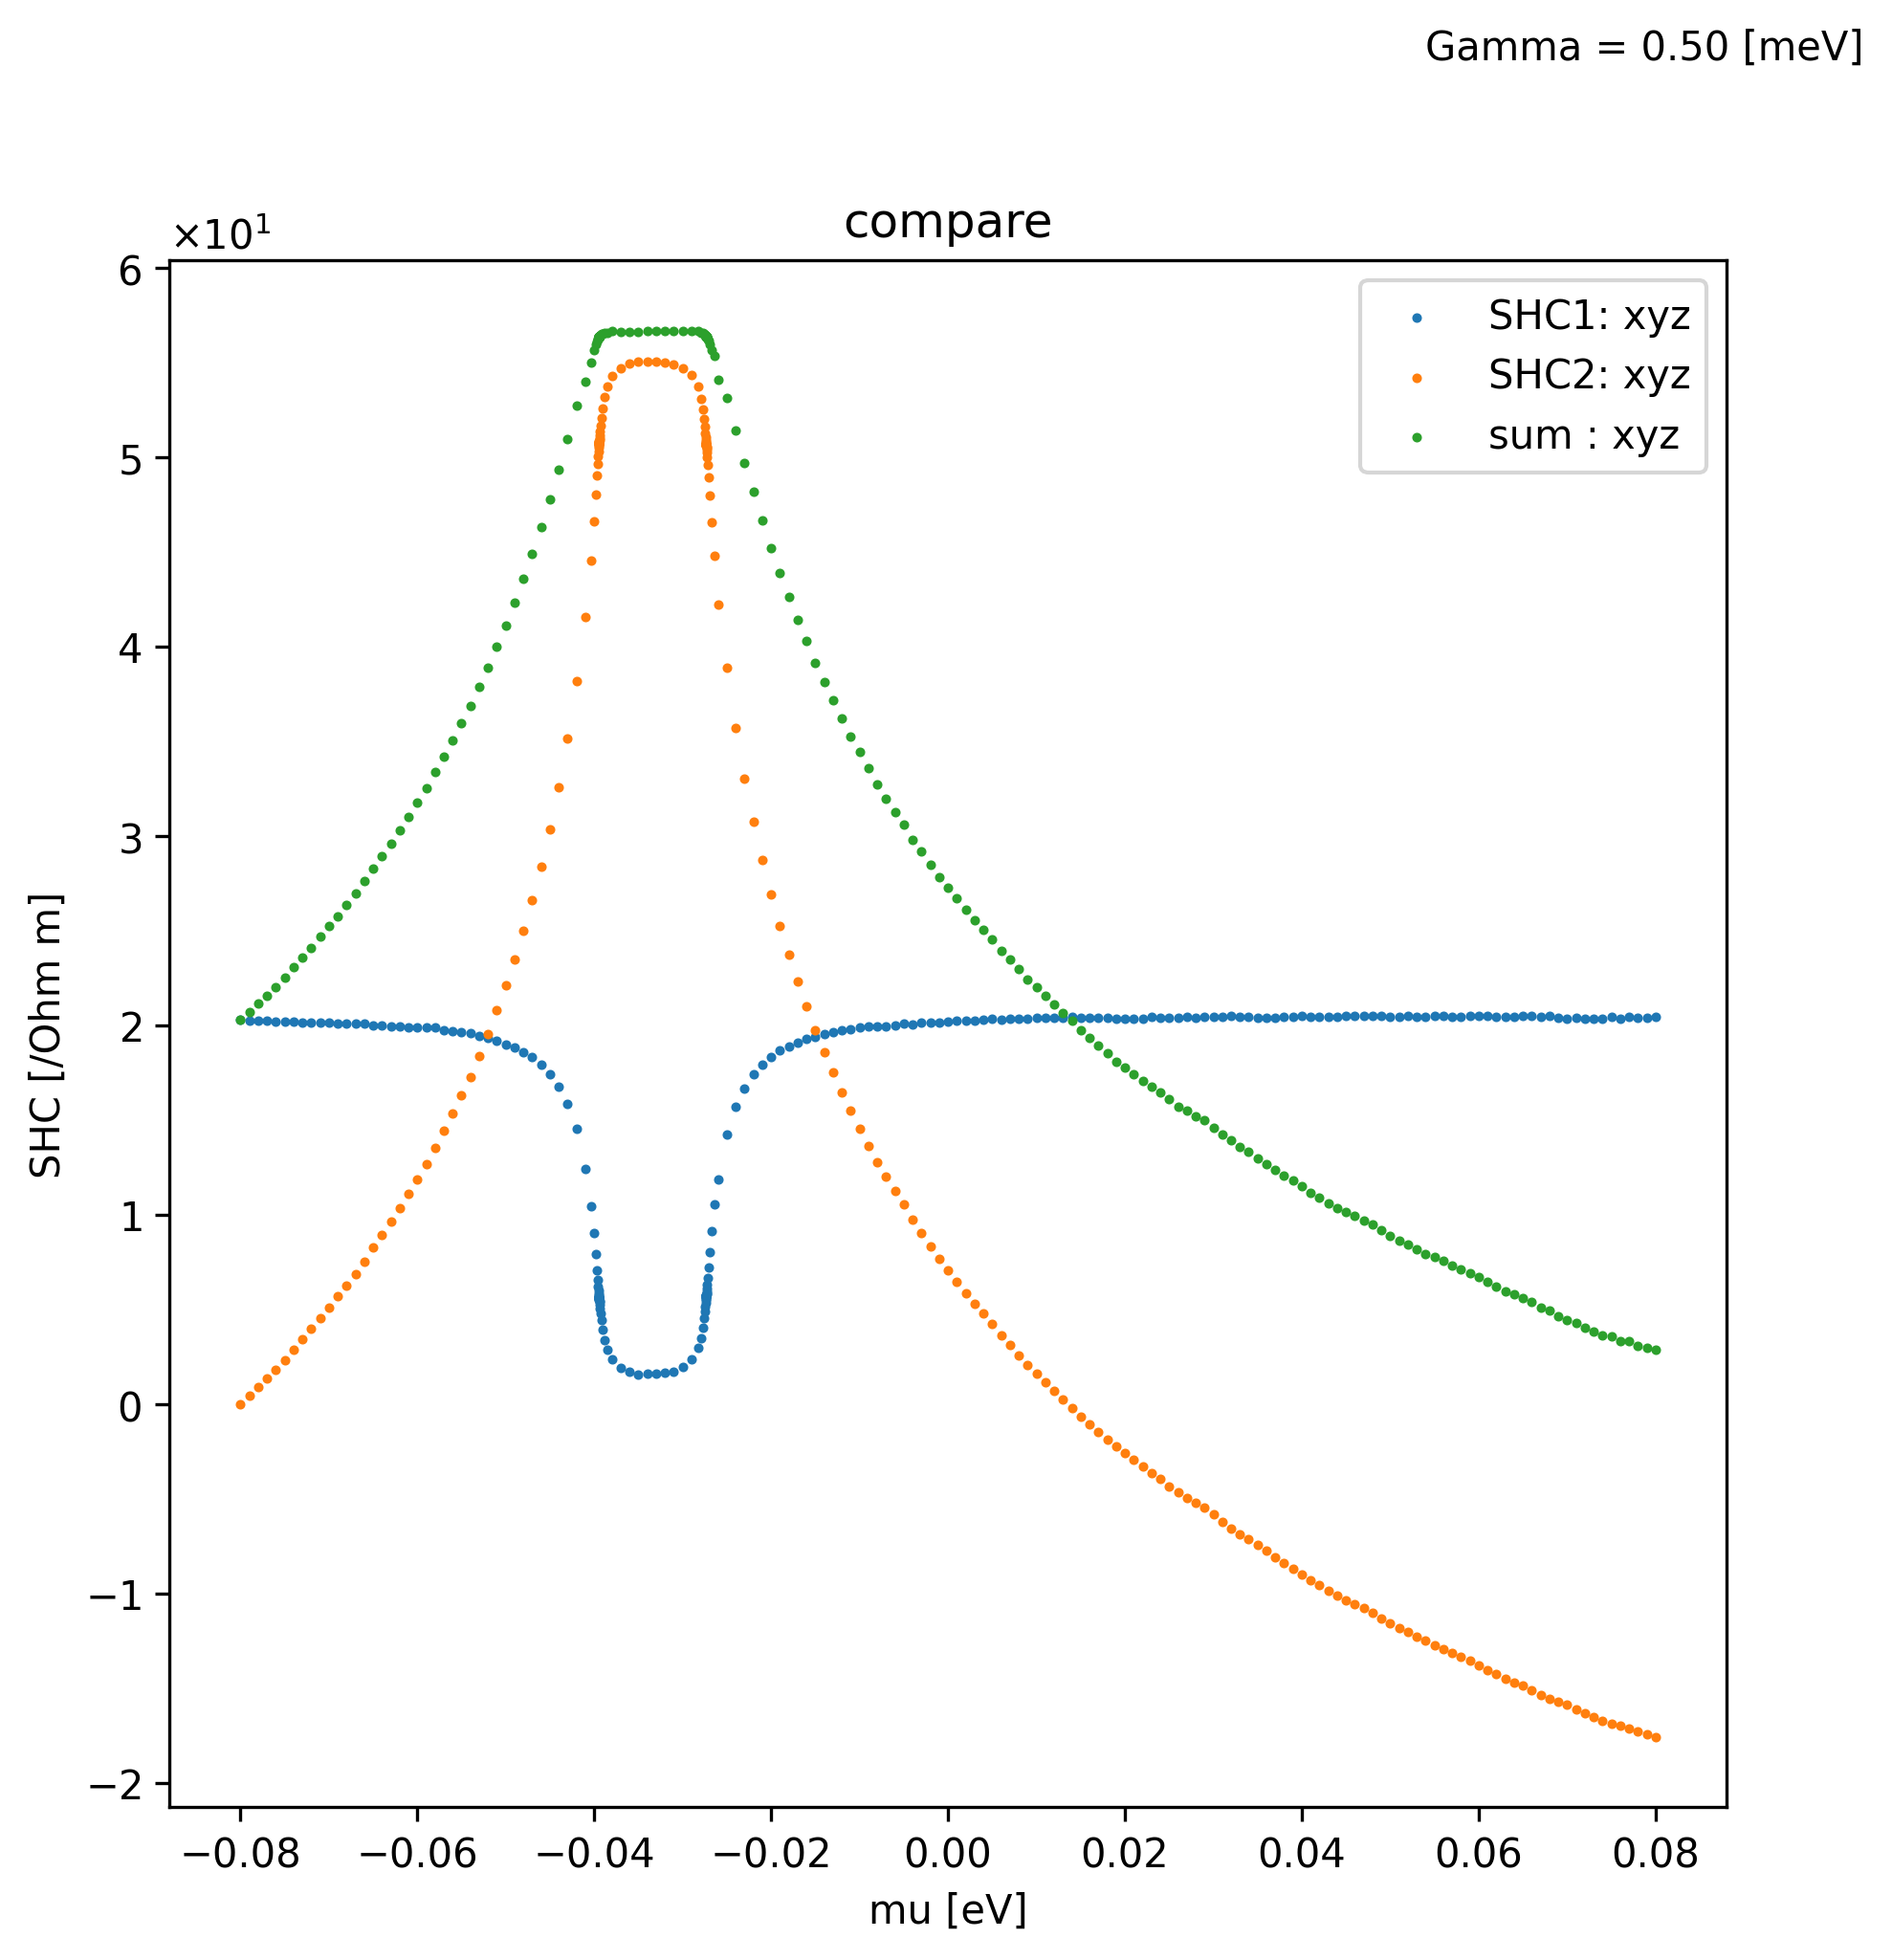 Gamma = 0.50 [meV]
compare
×10¹
6
5
4
3
2
1
0
−1
−2
SHC [/Ohm m]
SHC1: xyz
SHC2: xyz
sum : xyz
−0.08 −0.06 −0.04 −0.02 0.00 0.02 0.04 0.06 0.08
mu [eV]